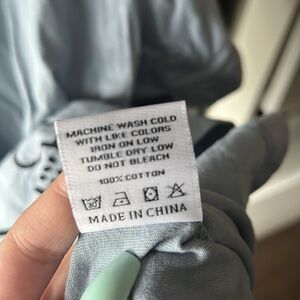 MACHINE WASH COLD
WITH LIKE COLORS
IRON ON LOW
TUMBLE DRY LOW
DO NOT BLEACH
100% COTTON
MADE IN CHINA